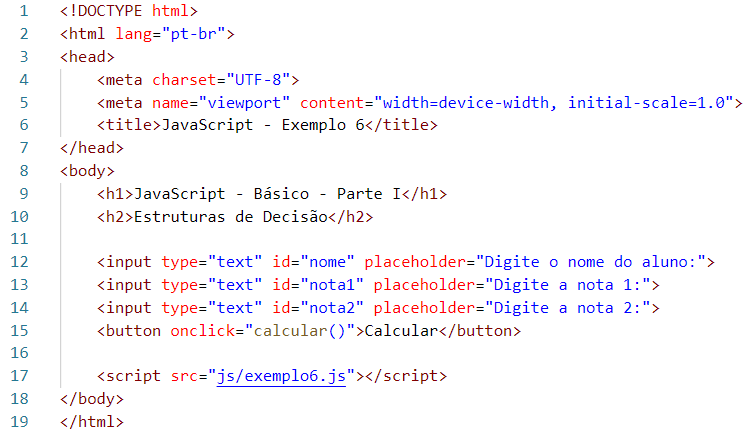 1 <!DOCTYPE html>
2 <html lang="pt-br">
3 <head>
4     <meta charset="UTF-8">
5     <meta name="viewport" content="width=device-width, initial-scale=1.0">
6     <title>JavaScript - Exemplo 6</title>
7 </head>
8 <body>
9     <h1>JavaScript - Básico - Parte I</h1>
10     <h2>Estruturas de Decisão</h2>
11
12     <input type="text" id="nome" placeholder="Digite o nome do aluno:">
13     <input type="text" id="nota1" placeholder="Digite a nota 1:">
14     <input type="text" id="nota2" placeholder="Digite a nota 2:">
15     <button onclick="calcular()">Calcular</button>
16
17     <script src="js/exemplo6.js"></script>
18 </body>
19 </html>